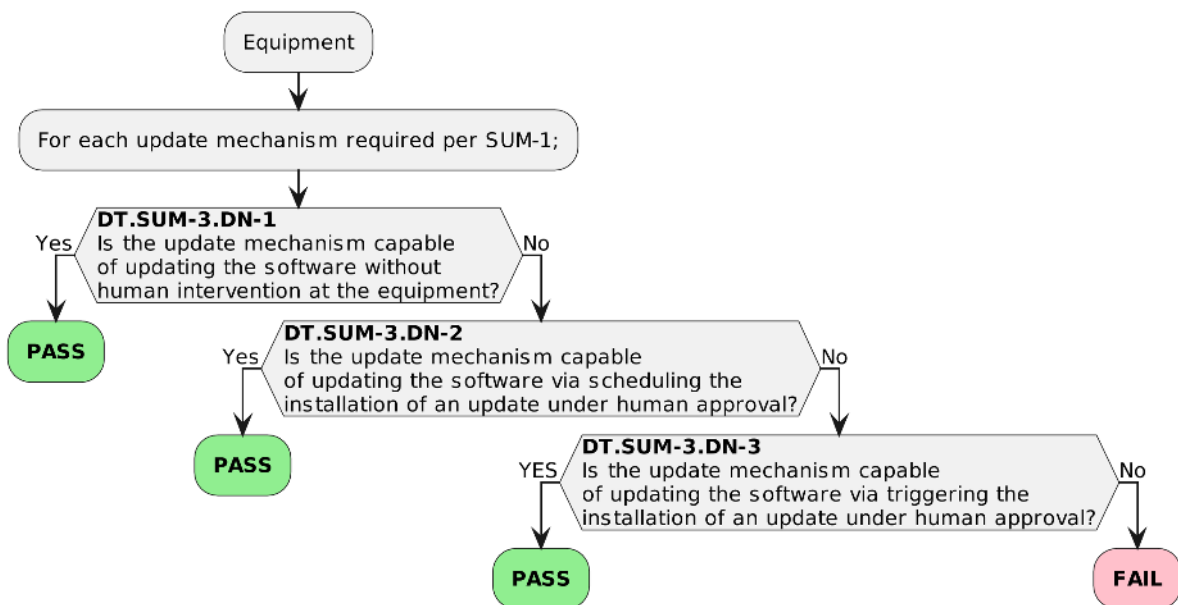 Equipment
For each update mechanism required per SUM-1;
DT.SUM-3.DN-1
Yes
No
Is the update mechanism capable
of updating the software without
human intervention at the equipment?
PASS
DT.SUM-3.DN-2
Yes
No
Is the update mechanism capable
of updating the software via scheduling the
installation of an update under human approval?
PASS
DT.SUM-3.DN-3
YES
No
Is the update mechanism capable
of updating the software via triggering the
installation of an update under human approval?
PASS
FAIL